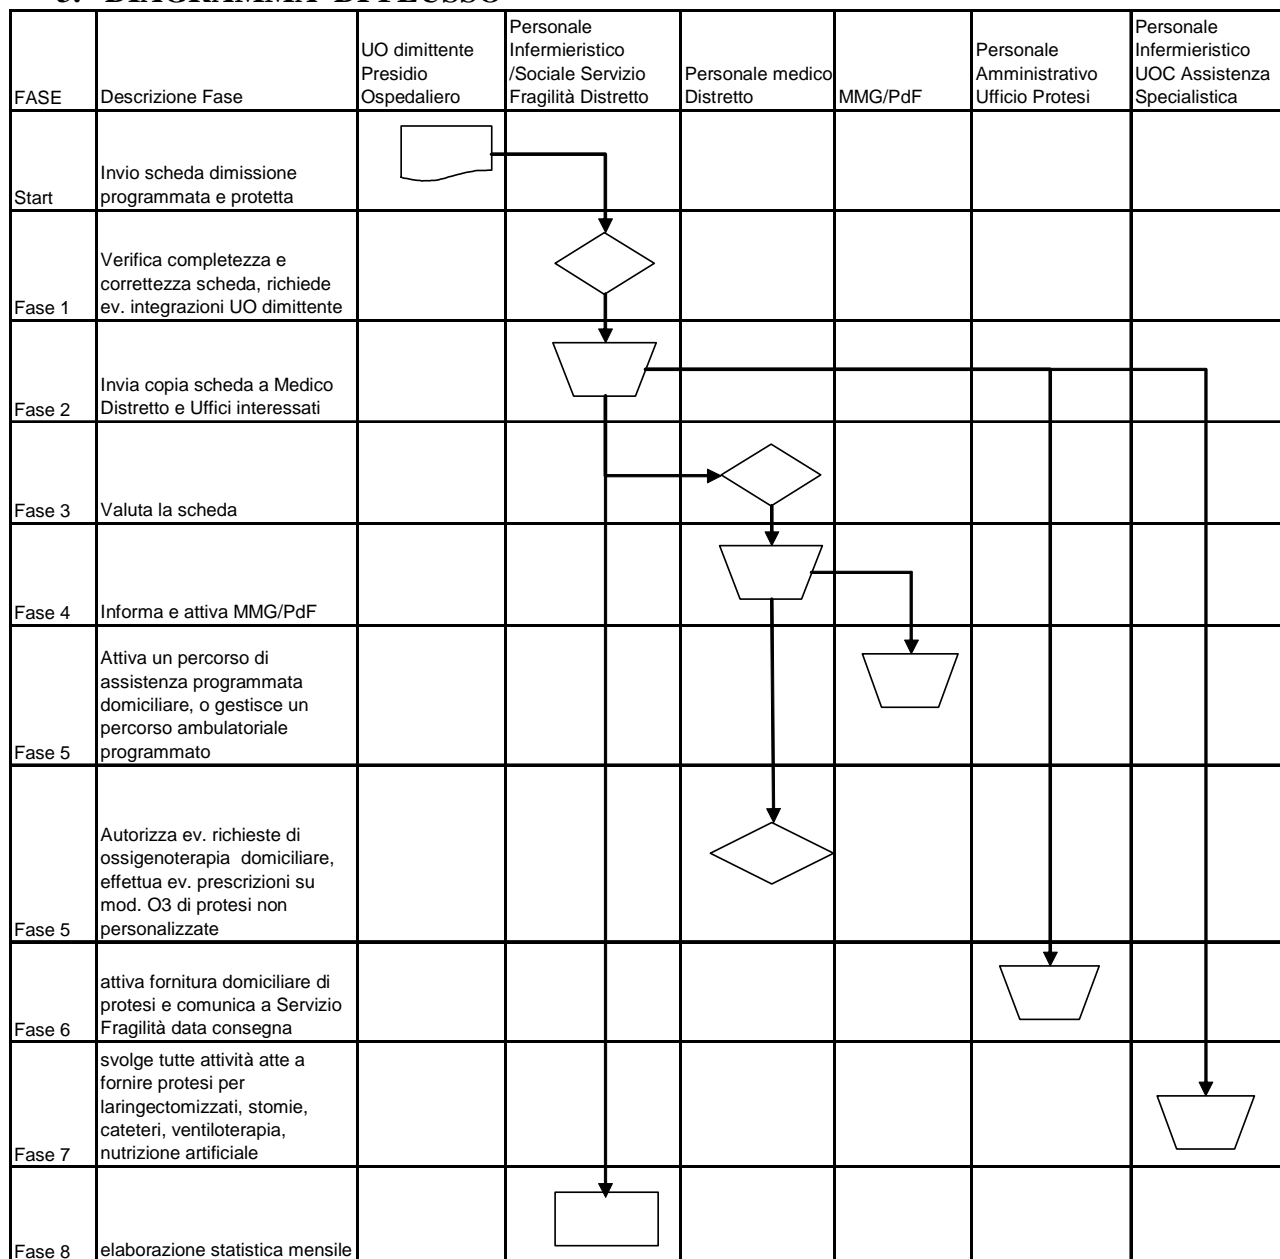 FASE
Descrizione Fase
UO dimittente
Presidio
Ospedaliero
Personale
Infermieristico
/Sociale Servizio
Fragilità Distretto
Personale medico
Distretto
MMG/PdF
Personale
Amministrativo
Ufficio Protesi
Personale
Infermieristico
UOC Assistenza
Specialistica
Start
Invio scheda dimissione
programmata e protetta
Fase 1
Verifica completezza e
correttezza scheda, richiede
ev. integrazioni UO dimittente
Fase 2
Invia copia scheda a Medico
Distretto e Uffici interessati
Fase 3
Valuta la scheda
Fase 4
Informa e attiva MMG/PdF
Fase 5
Attiva un percorso di
assistenza programmata
domiciliare, o gestisce un
percorso ambulatoriale
programmato
Fase 5
Autorizza ev. richieste di
ossigenoterapia domiciliare,
effettua ev. prescrizioni su
mod. O3 di protesi non
personalizzate
Fase 6
attiva fornitura domiciliare di
protesi e comunica a Servizio
Fragilità data consegna
Fase 7
svolge tutte attività atte a
fornire protesi per
laringectomizzati, stomie,
cateteri, ventiloterapia,
nutrizione artificiale
Fase 8
elaborazione statistica mensile